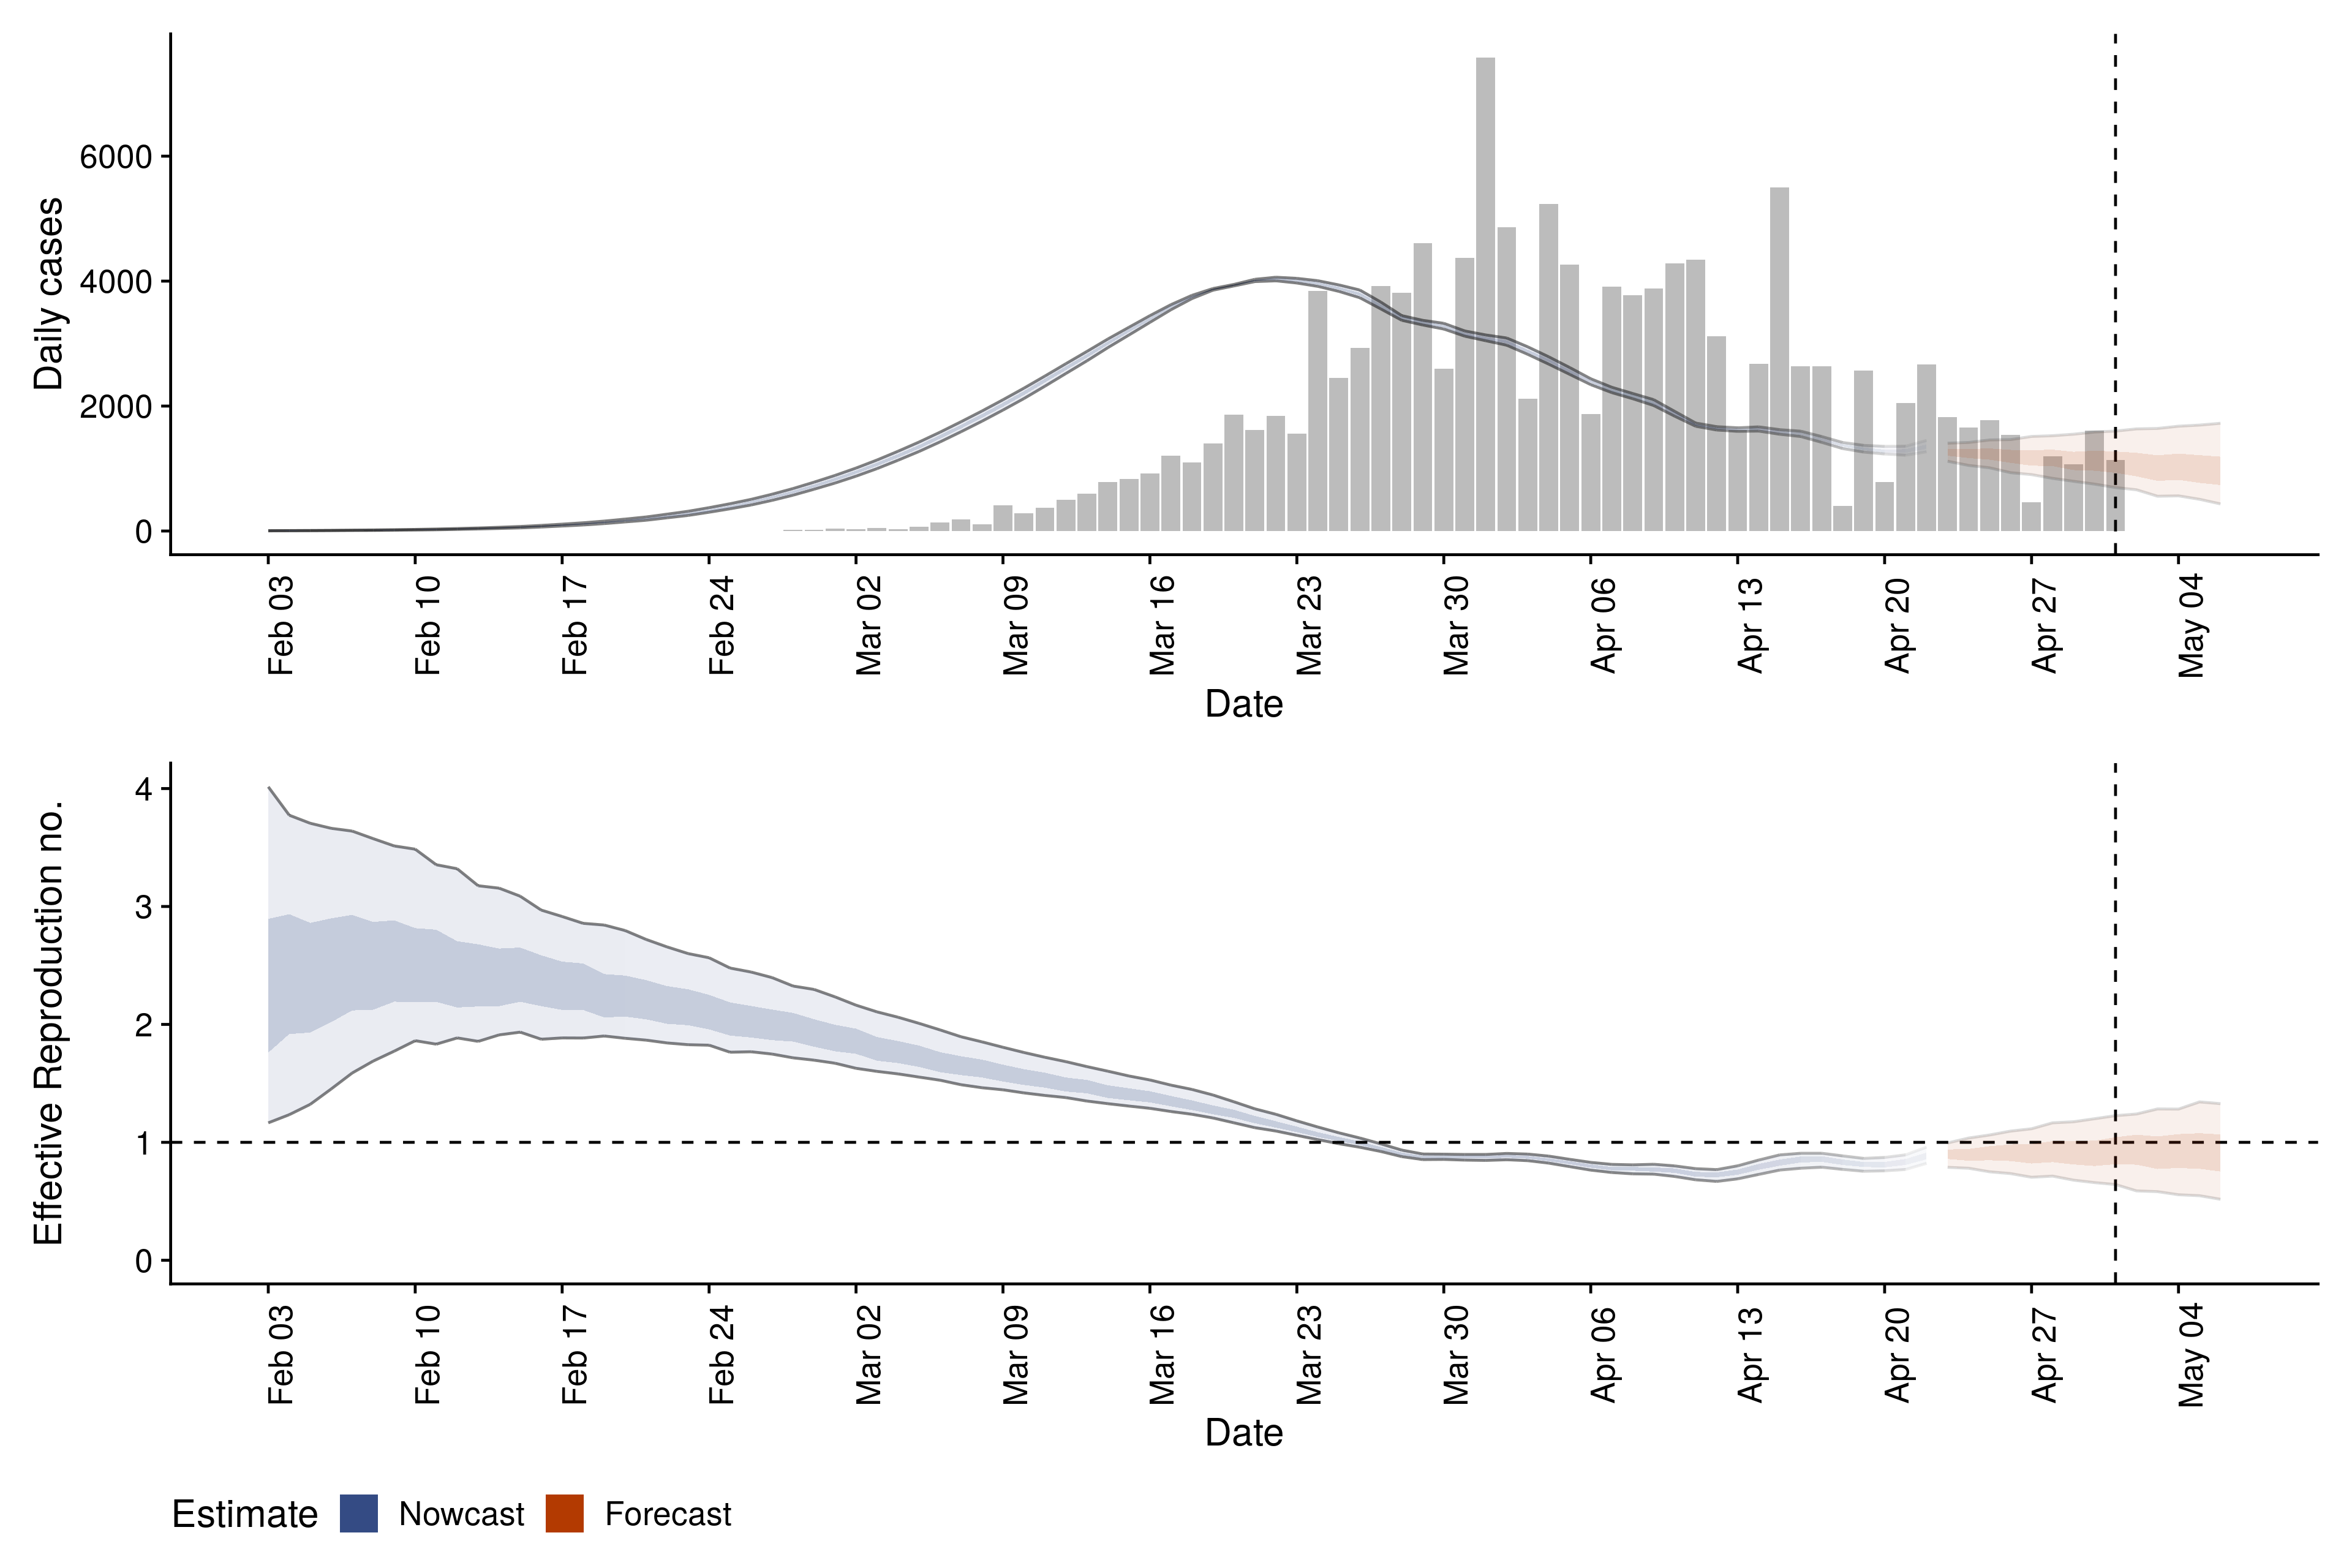 Daily cases
6000
4000
2000
0
Feb 03 Feb 10 Feb 17 Feb 24 Mar 02 Mar 09 Mar 16 Mar 23 Mar 30 Apr 06 Apr 13 Apr 20 Apr 27 May 04
Date
Effective Reproduction no.
4
3
2
1
0
Feb 03 Feb 10 Feb 17 Feb 24 Mar 02 Mar 09 Mar 16 Mar 23 Mar 30 Apr 06 Apr 13 Apr 20 Apr 27 May 04
Date
Estimate Nowcast Forecast